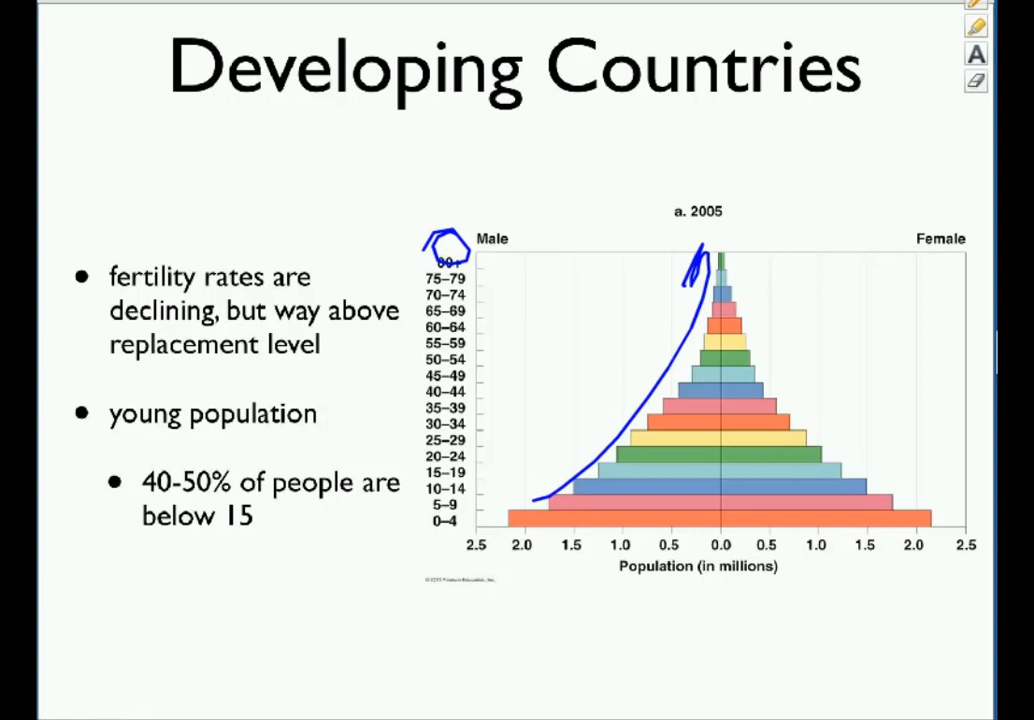 Developing Countries
• fertility rates are
declining, but way above
replacement level
• young population
• 40-50% of people are
below 15
a. 2005
Male
Female
80+
75–79
70–74
65–69
60–64
55–59
50–54
45–49
40–44
35–39
30–34
25–29
20–24
15–19
10–14
5–9
0–4
2.5 2.0 1.5 1.0 0.5 0.0 0.5 1.0 1.5 2.0 2.5
Population (in millions)
A